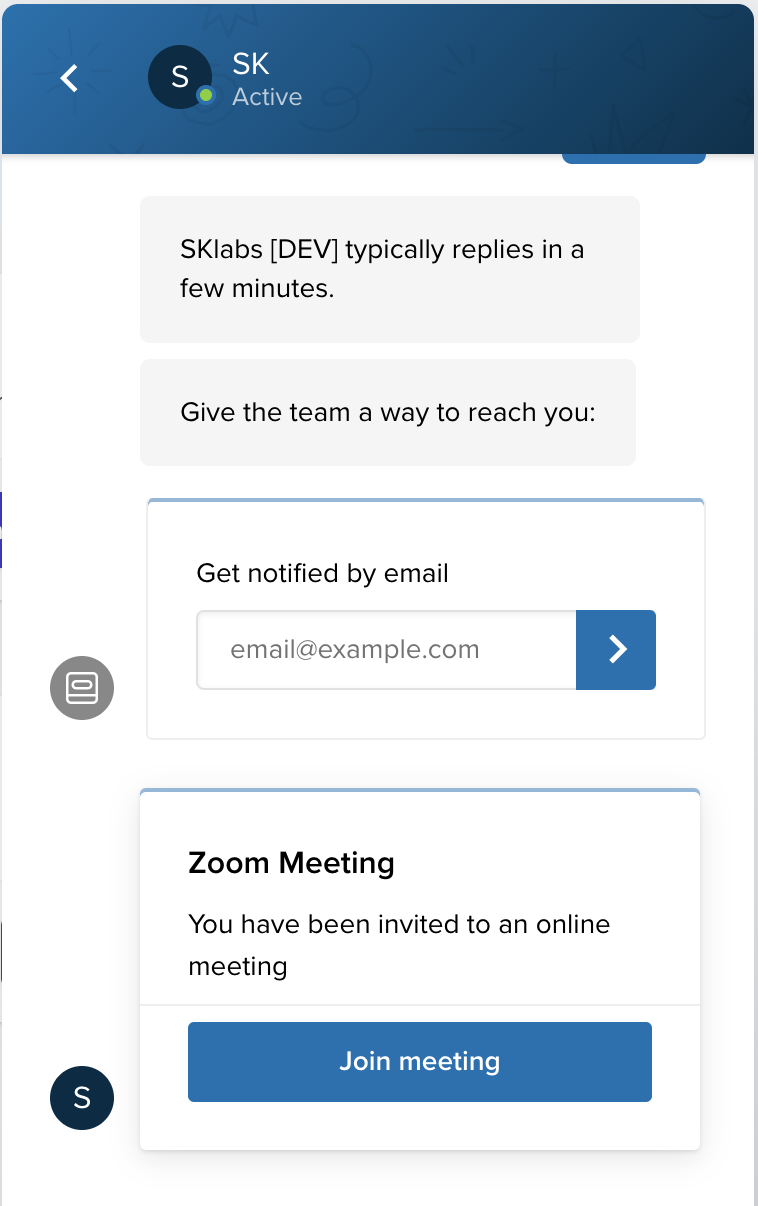 S
SK
Active
SKlabs [DEV] typically replies in a
few minutes.
Give the team a way to reach you:
Get notified by email
email@example.com
Zoom Meeting
You have been invited to an online
meeting
Join meeting
S